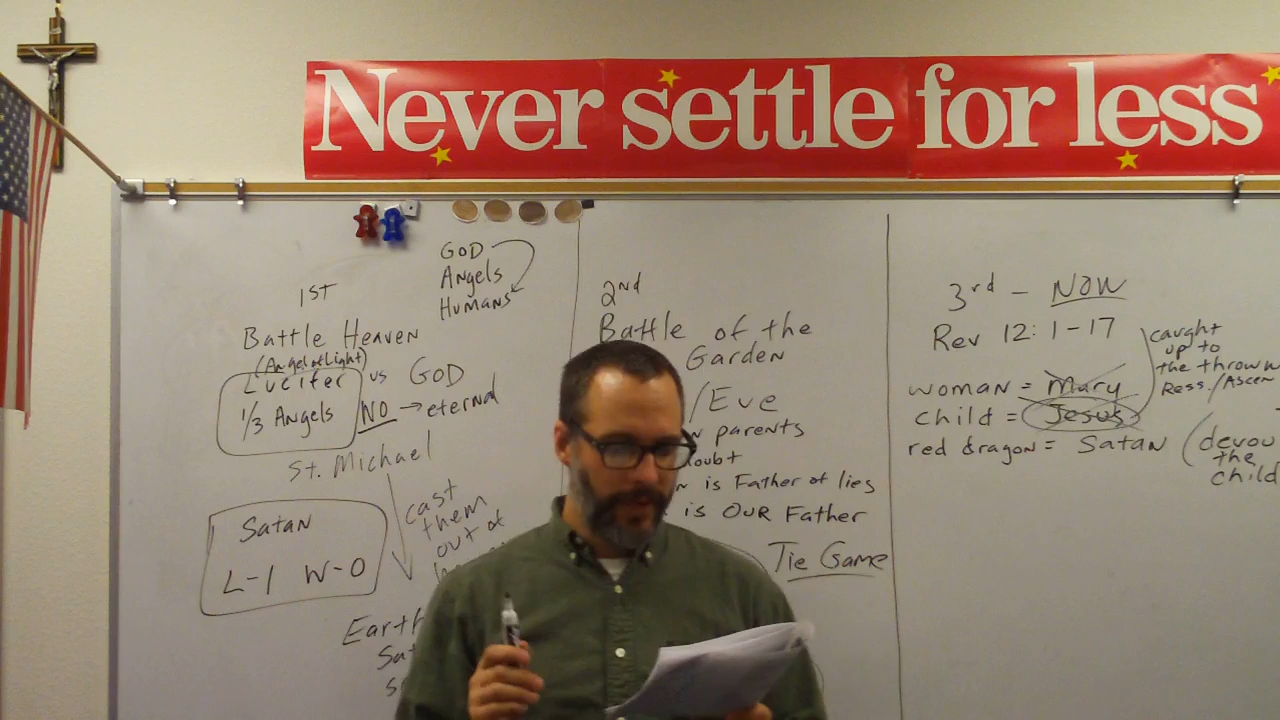 Never settle for less
GOD
Angels
Humans
1ST
Battle Heaven
(Angel of Light)
Lucifer vs GOD
1/3 Angels NO → eternal
St. Michael
cast
them
out of
Satan
L-1 W-0
Earth
2nd
Battle of the
Garden
/Eve
parents
is Father of lies
is OUR Father
Tie Game
3rd - NOW
Rev 12: 1-17
woman = Mary
child = Jesus
red dragon = Satan (devou
the
child
caught
up to
the thrown
Ress./Ascen